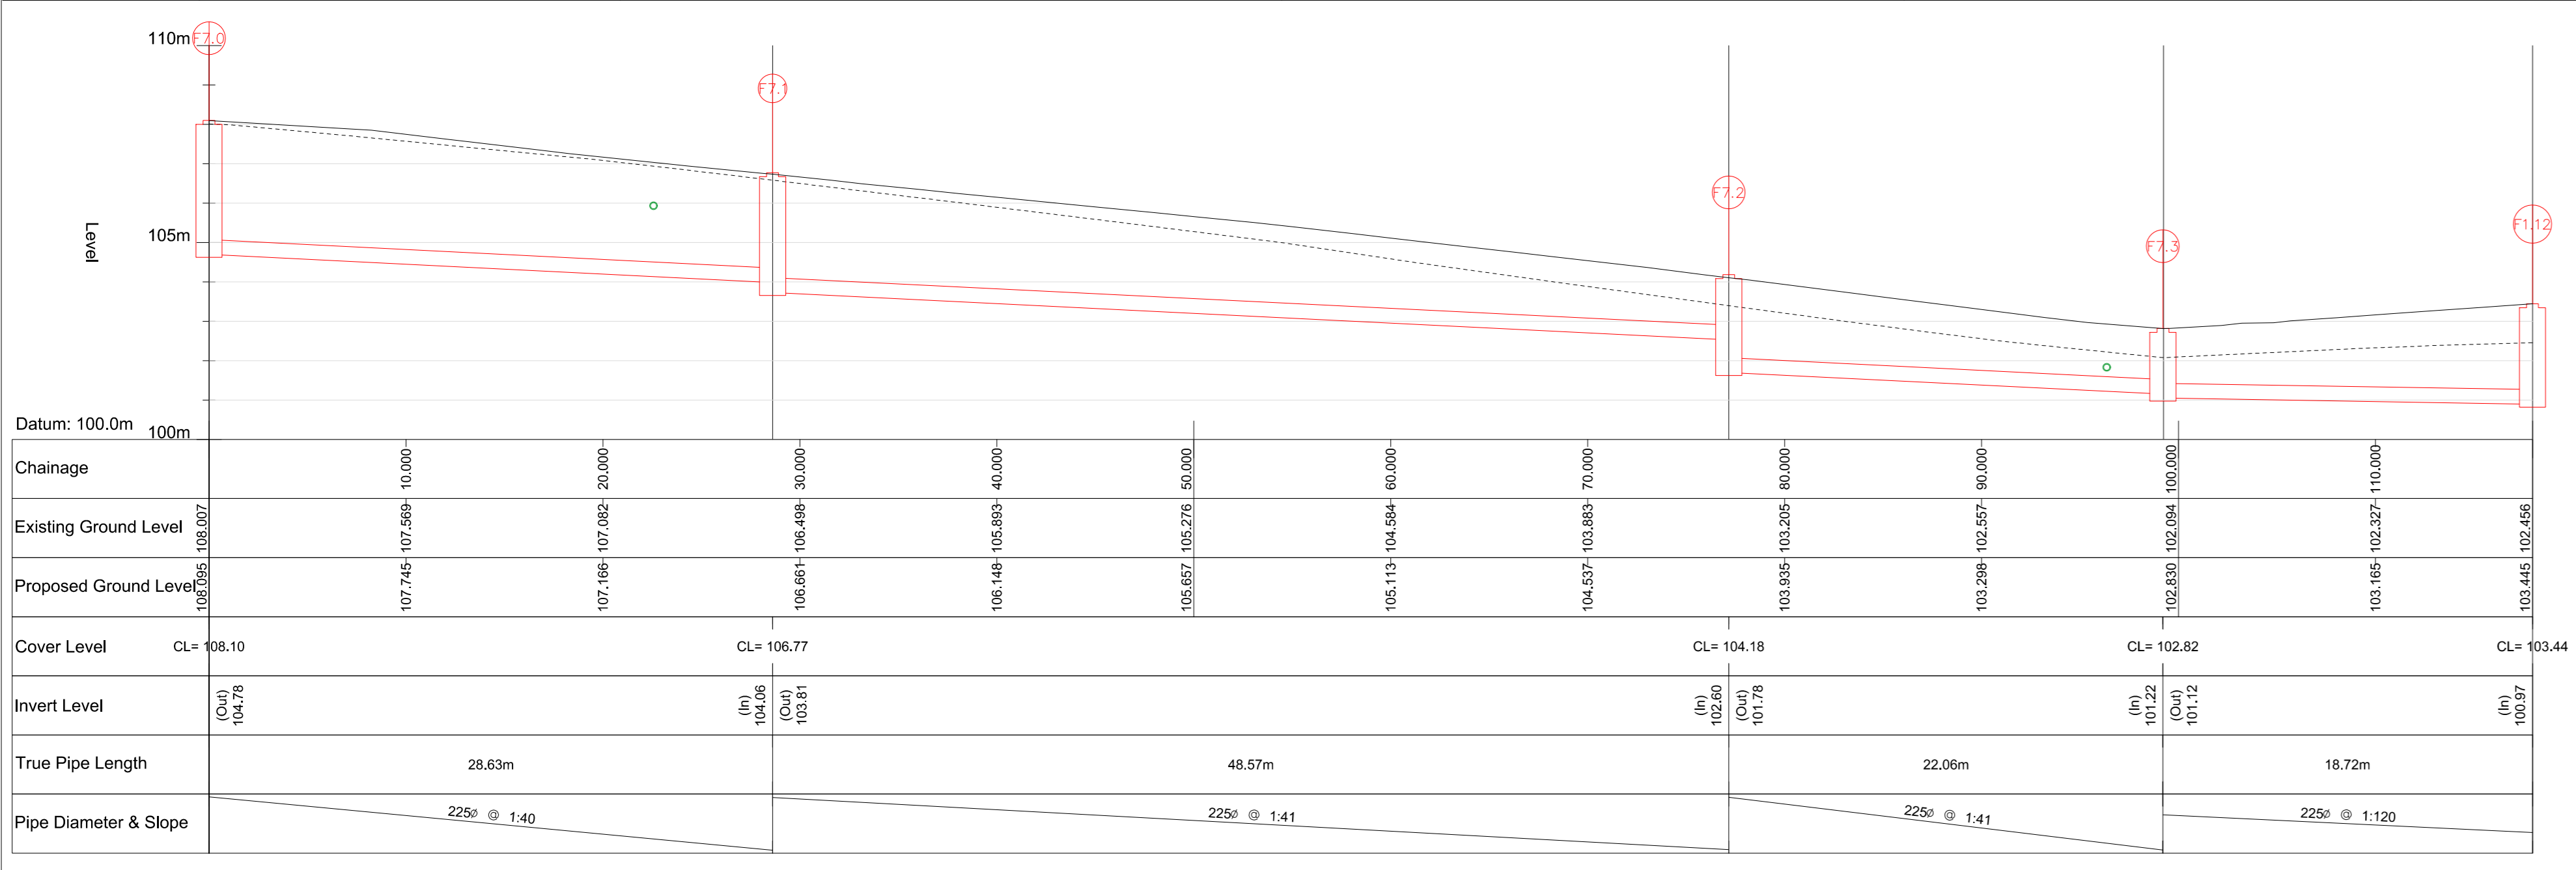 F7.0
F7.1
F7.2
F7.3
F1.12
110m
105m
100m
Level
Datum: 100.0m
Chainage 10.000 20.000 30.000 40.000 50.000 60.000 70.000 80.000 90.000 100.000 110.000
Existing Ground Level 108.007 107.569 107.082 106.498 105.893 105.276 104.584 103.883 103.205 102.557 102.094 102.327 102.456
Proposed Ground Level 108.095 107.745 107.166 106.661 106.148 105.657 105.113 104.537 103.935 103.298 102.830 103.165 103.445
Cover Level CL= 108.10 CL= 106.77 CL= 104.18 CL= 102.82 CL= 103.44
Invert Level (Out) 104.78 (In) 104.06 (Out) 103.81 (In) 102.60 (Out) 101.78 (In) 101.22 (Out) 101.12 (In) 100.97
True Pipe Length 28.63m 48.57m 22.06m 18.72m
Pipe Diameter & Slope 225Ø @ 1:40 225Ø @ 1:41 225Ø @ 1:41 225Ø @ 1:120